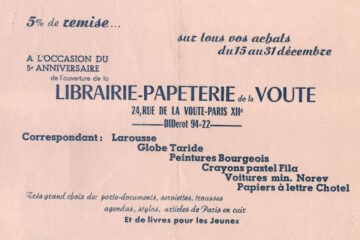 5% de remise...
sur tous vos achats
du 15 au 31 décembre
A L'OCCASION DU
5e ANNIVERSAIRE
de l'ouverture de la
LIBRAIRIE-PAPETERIE de la VOUTE
24, RUE DE LA VOUTE-PARIS XIIe
DIDerot 94-22
Correspondant : Larousse
Globe Taride
Peintures Bourgeois
Crayons pastel Fila
Voitures min. Norev
Papiers à lettre Chotel
Très grand choix de: porte-documents, serviettes, trousses
agendas, stylos, articles de Paris en cuir
Et de livres pour les Jeunes